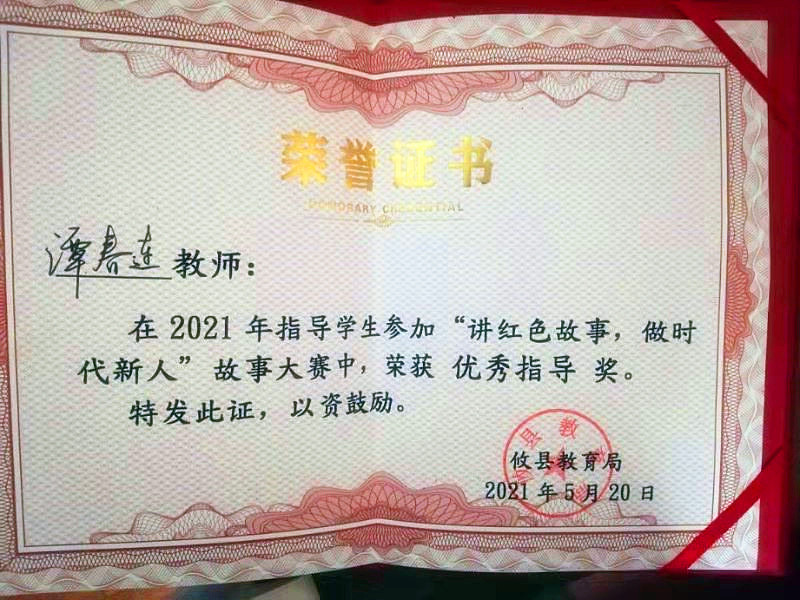 荣誉证书
HONORARY CREDENTIAL
谭春莲教师：
在 2021 年指导学生参加“讲红色故事，做时
代新人”故事大赛中，荣获 优秀指导 奖。
特发此证，以资鼓励。
攸县教育局
2021 年 5 月 20 日